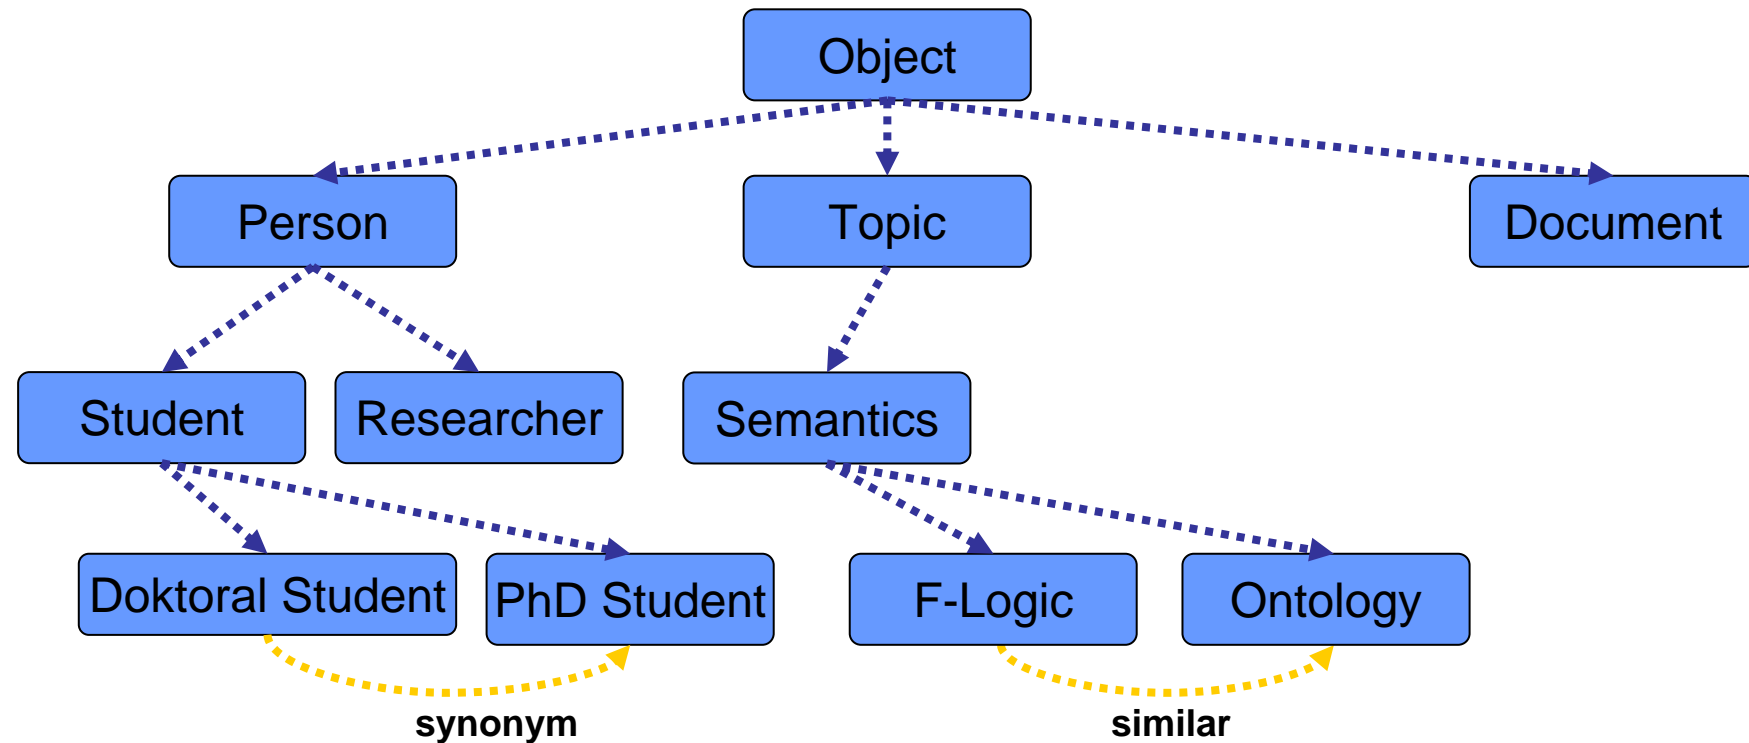 Object
Person
Topic
Document
Student
Researcher
Semantics
Doktoral Student
PhD Student
F-Logic
Ontology
synonym
similar